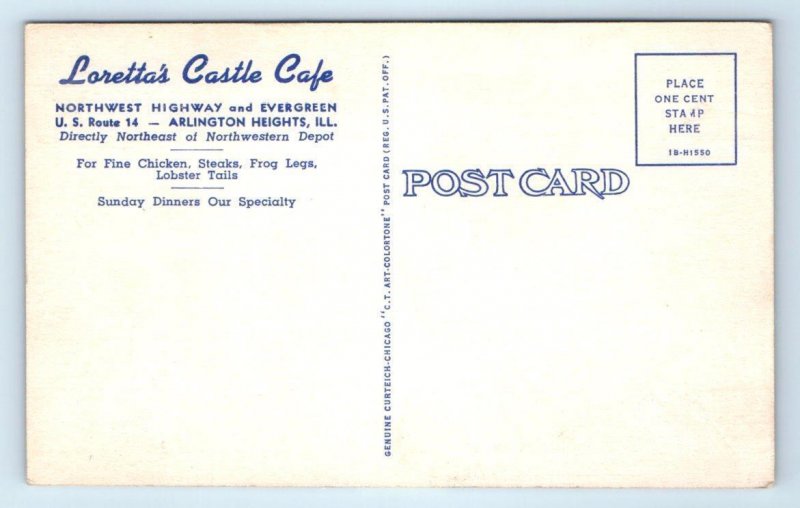 Loretta's Castle Cafe
NORTHWEST HIGHWAY and EVERGREEN
U. S. Route 14 — ARLINGTON HEIGHTS, ILL.
Directly Northeast of Northwestern Depot
For Fine Chicken, Steaks, Frog Legs,
Lobster Tails
Sunday Dinners Our Specialty
GENUINE CURTEICH-CHICAGO "C.T. ART-COLORTONE" POST CARD (REG. U.S. PAT. OFF.)
POST CARD
PLACE
ONE CENT
STAMP
HERE
1B-H1550